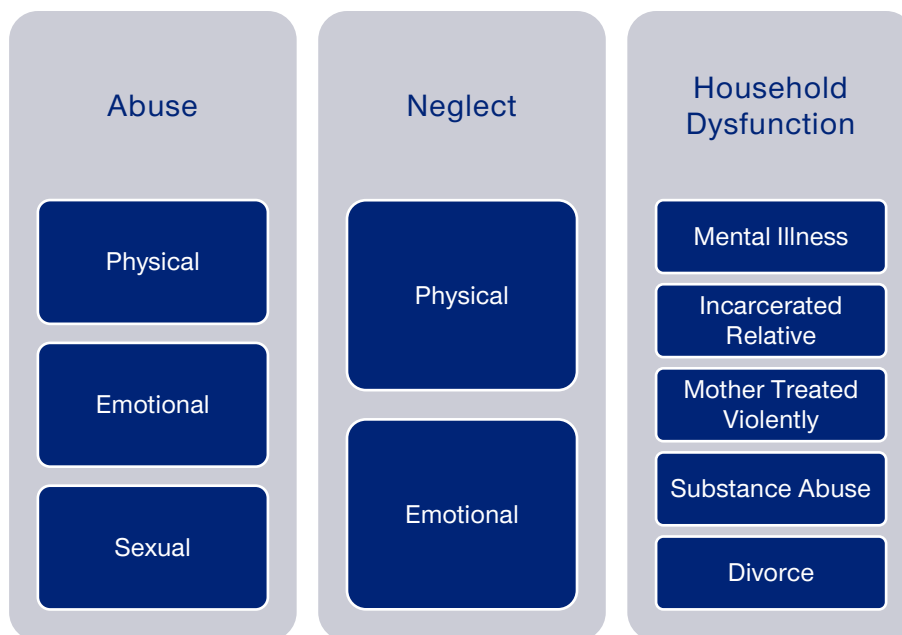 Abuse
Physical
Emotional
Sexual
Neglect
Physical
Emotional
Household
Dysfunction
Mental Illness
Incarcerated
Relative
Mother Treated
Violently
Substance Abuse
Divorce